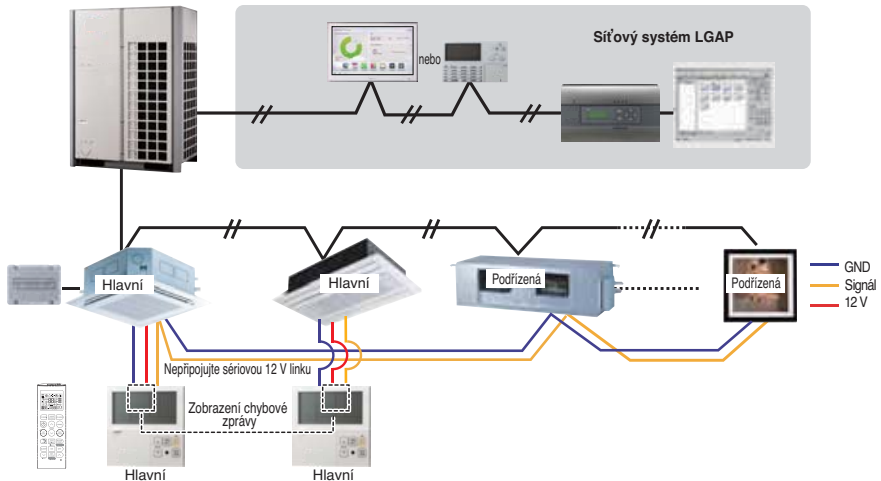 Síťový systém LGAP
nebo
Hlavní
Hlavní
Podřízená
Podřízená
GND
Signál
12 V
Nepřipojujte sériovou 12 V linku
Zobrazení chybové
zprávy
Hlavní
Hlavní